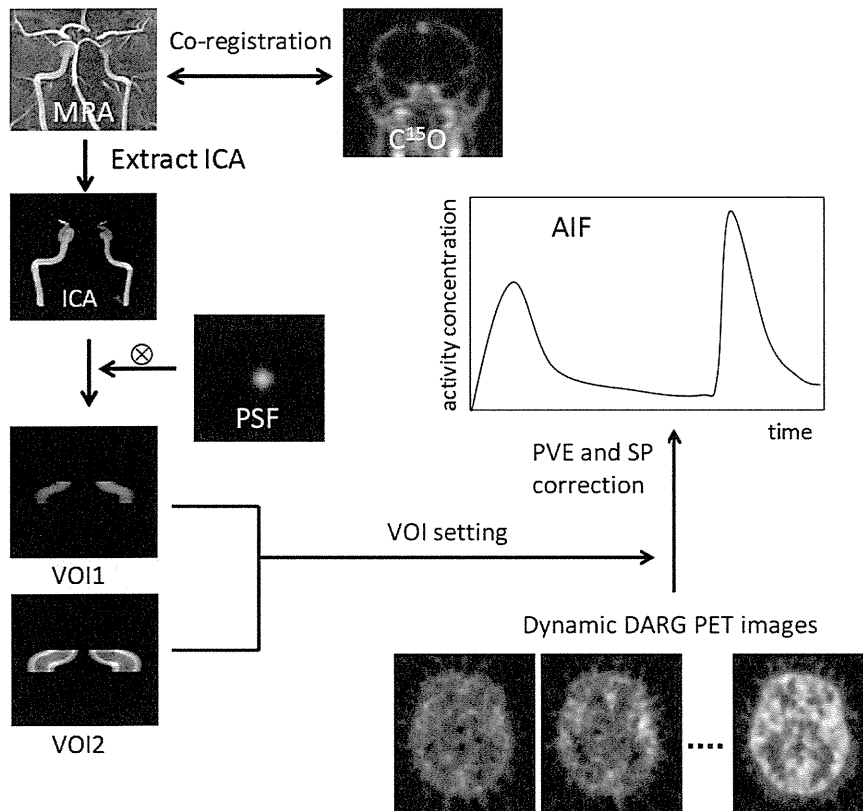 Co-registration
MRA
C¹⁵O
Extract ICA
ICA
⊗
PSF
AIF
activity concentration
time
PVE and SP
correction
VOI1
VOI setting
VOI2
Dynamic DARG PET images
....